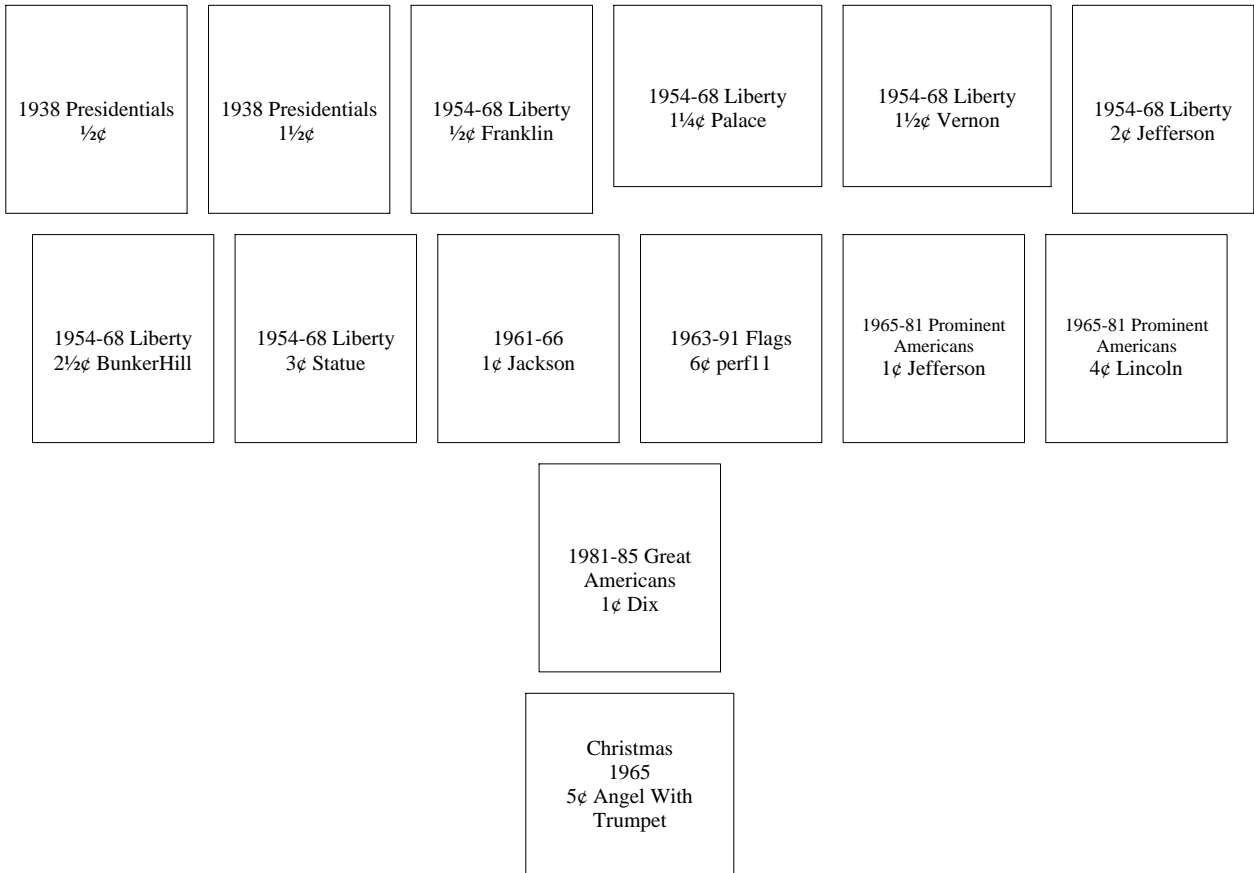 1938 Presidentials
½¢
1938 Presidentials
1½¢
1954-68 Liberty
½¢ Franklin
1954-68 Liberty
1¼¢ Palace
1954-68 Liberty
1½¢ Vernon
1954-68 Liberty
2¢ Jefferson
1954-68 Liberty
2½¢ BunkerHill
1954-68 Liberty
3¢ Statue
1961-66
1¢ Jackson
1963-91 Flags
6¢ perf11
1965-81 Prominent
Americans
1¢ Jefferson
1965-81 Prominent
Americans
4¢ Lincoln
1981-85 Great
Americans
1¢ Dix
Christmas
1965
5¢ Angel With
Trumpet